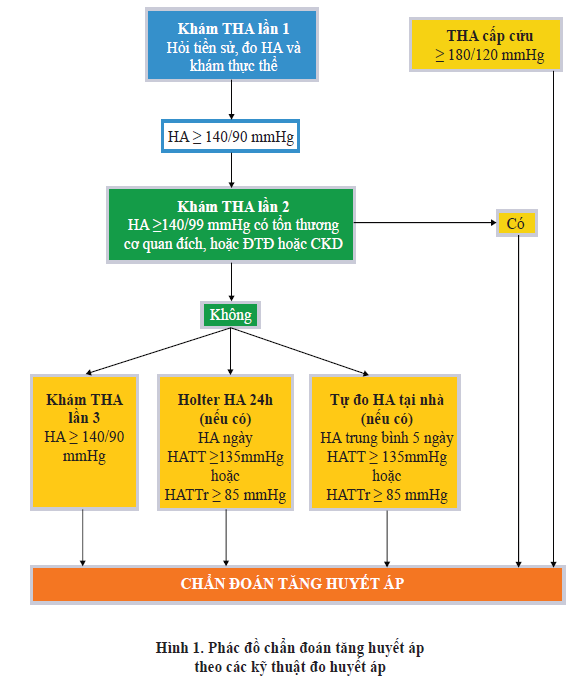 Khám THA lần 1
Hỏi tiền sử, đo HA và
khám thực thể
THA cấp cứu
≥ 180/120 mmHg
HA ≥ 140/90 mmHg
Khám THA lần 2
HA ≥140/99 mmHg có tổn thương
cơ quan đích, hoặc ĐTĐ hoặc CKD
Có
Không
Khám THA
lần 3
HA ≥ 140/90
mmHg
Holter HA 24h
(nếu có)
HA ngày
HATT ≥135mmHg
hoặc
HATTr ≥ 85 mmHg
Tự đo HA tại nhà
(nếu có)
HA trung bình 5 ngày
HATT ≥ 135mmHg
hoặc
HATTr ≥ 85 mmHg
CHẨN ĐOÁN TĂNG HUYẾT ÁP
Hình 1. Phác đồ chẩn đoán tăng huyết áp
theo các kỹ thuật đo huyết áp